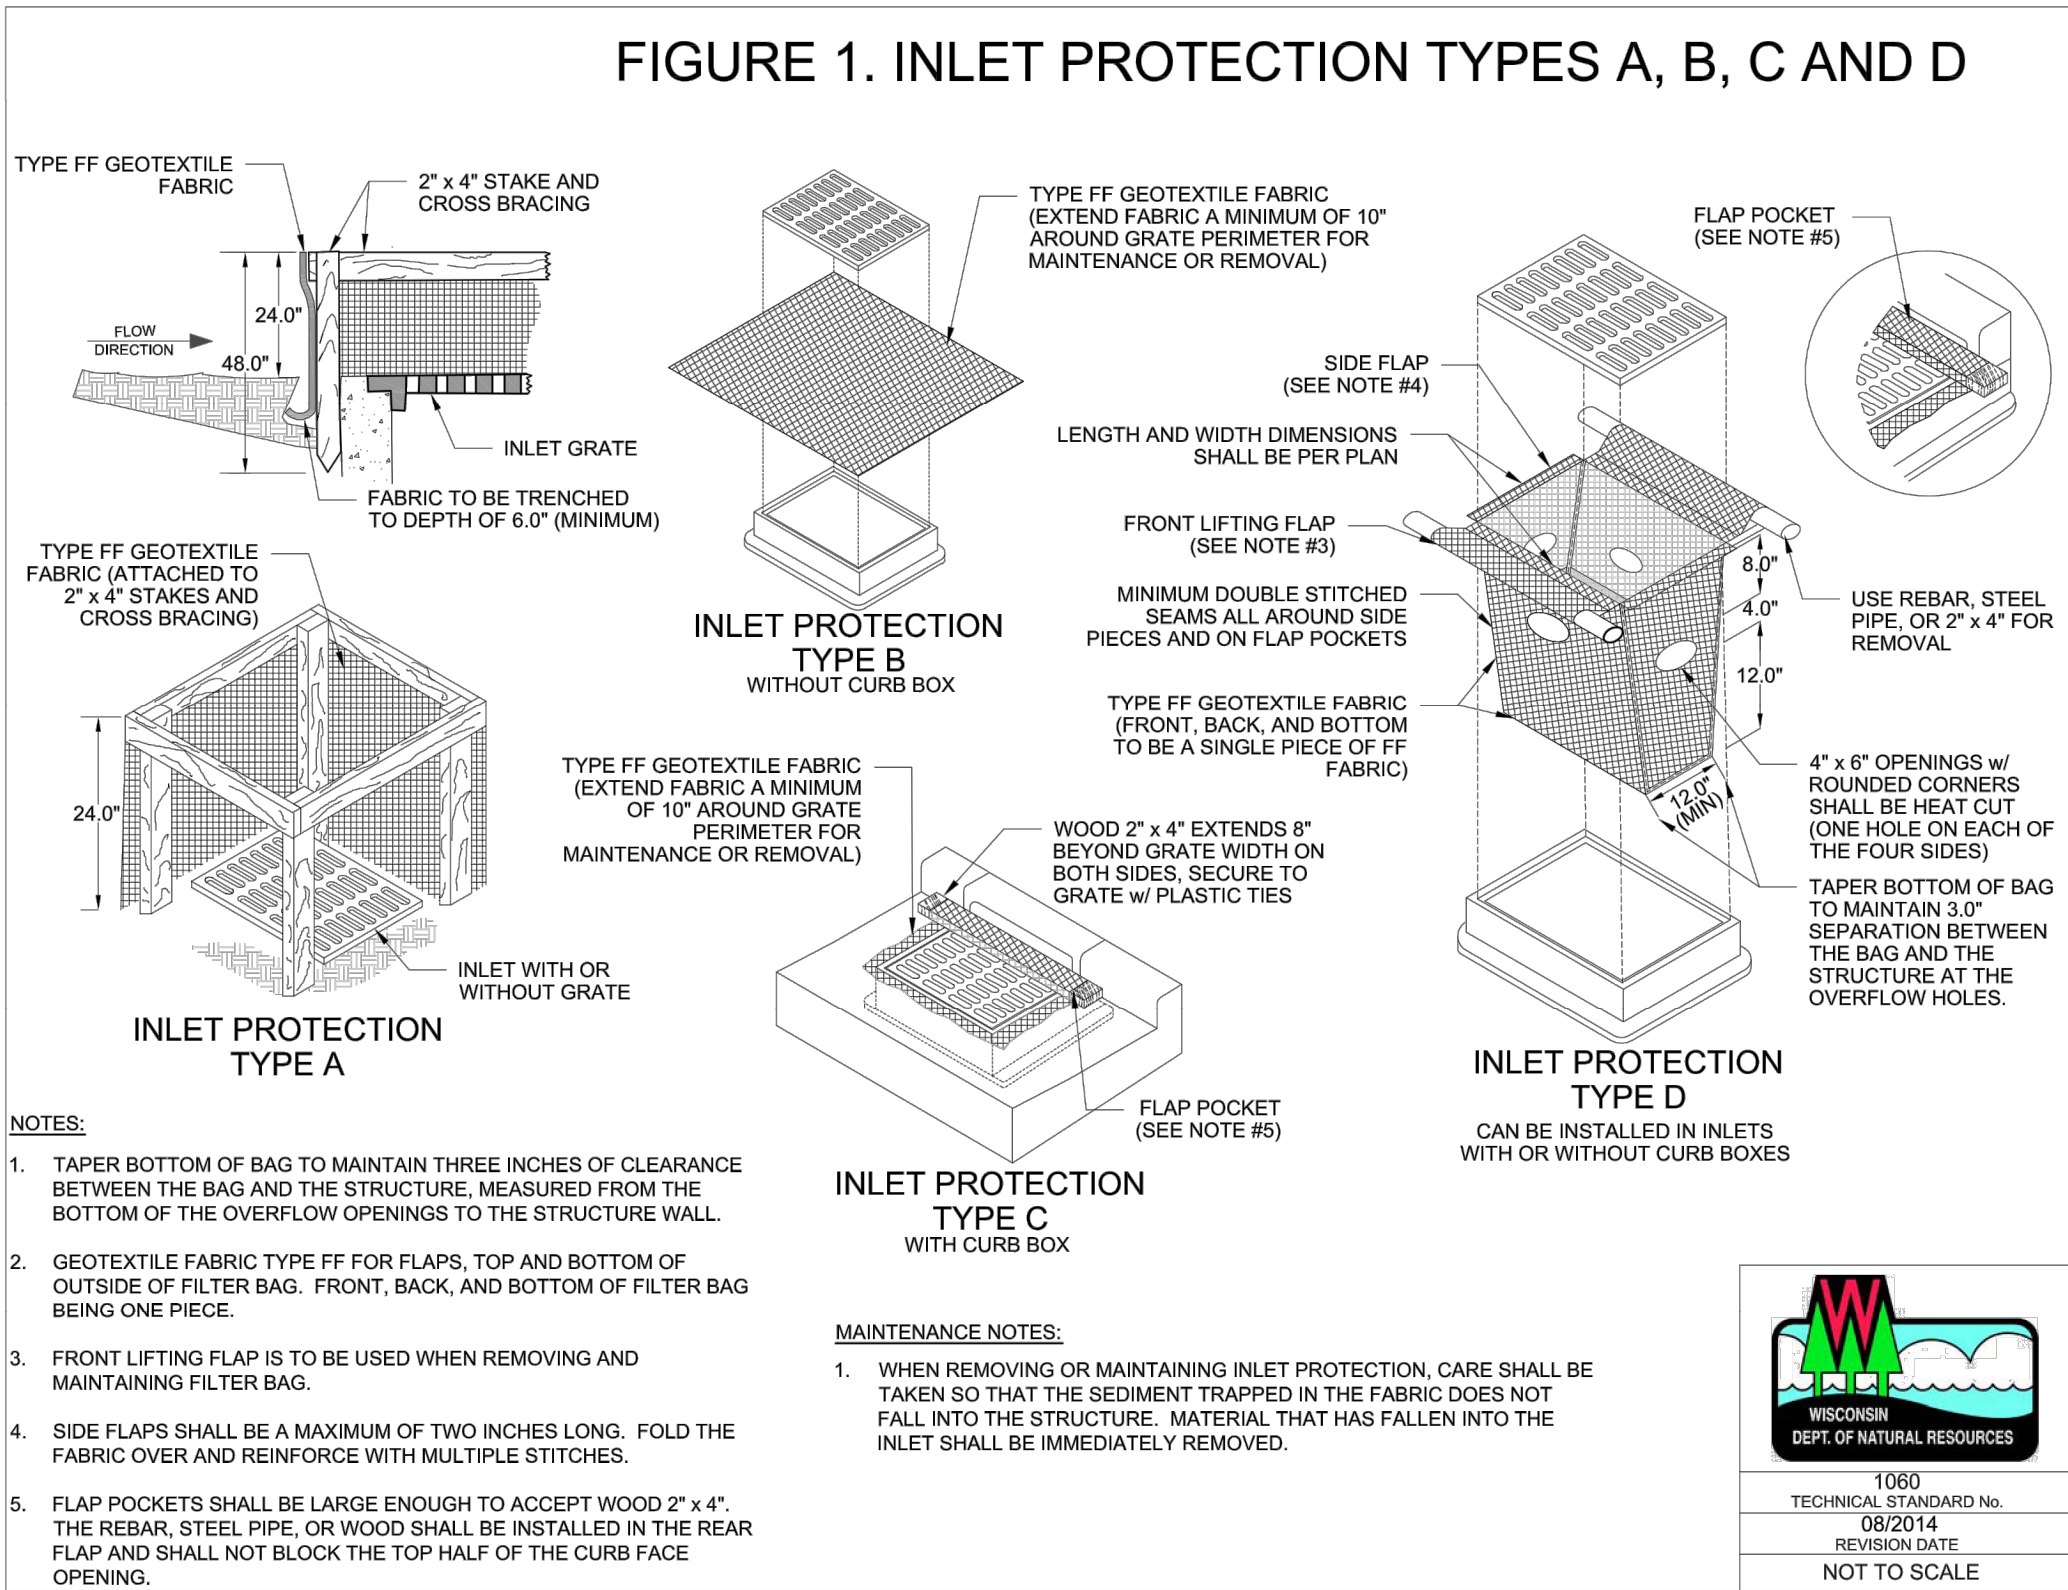 FIGURE 1. INLET PROTECTION TYPES A, B, C AND D
TYPE FF GEOTEXTILE
FABRIC
2" x 4" STAKE AND
CROSS BRACING
24.0"
48.0"
FLOW
DIRECTION
INLET GRATE
FABRIC TO BE TRENCHED
TO DEPTH OF 6.0" (MINIMUM)
TYPE FF GEOTEXTILE
FABRIC (ATTACHED TO
2" x 4" STAKES AND
CROSS BRACING)
24.0"
INLET WITH OR
WITHOUT GRATE
INLET PROTECTION
TYPE A
TYPE FF GEOTEXTILE FABRIC
(EXTEND FABRIC A MINIMUM OF 10"
AROUND GRATE PERIMETER FOR
MAINTENANCE OR REMOVAL)
INLET PROTECTION
TYPE B
WITHOUT CURB BOX
TYPE FF GEOTEXTILE FABRIC
(EXTEND FABRIC A MINIMUM
OF 10" AROUND GRATE
PERIMETER FOR
MAINTENANCE OR REMOVAL)
WOOD 2" x 4" EXTENDS 8"
BEYOND GRATE WIDTH ON
BOTH SIDES, SECURE TO
GRATE w/ PLASTIC TIES
FLAP POCKET
(SEE NOTE #5)
INLET PROTECTION
TYPE C
WITH CURB BOX
FLAP POCKET
(SEE NOTE #5)
SIDE FLAP
(SEE NOTE #4)
LENGTH AND WIDTH DIMENSIONS
SHALL BE PER PLAN
FRONT LIFTING FLAP
(SEE NOTE #3)
MINIMUM DOUBLE STITCHED
SEAMS ALL AROUND SIDE
PIECES AND ON FLAP POCKETS
TYPE FF GEOTEXTILE FABRIC
(FRONT, BACK, AND BOTTOM
TO BE A SINGLE PIECE OF FF
FABRIC)
8.0"
4.0"
12.0"
12.0"
(MIN)
USE REBAR, STEEL
PIPE, OR 2" x 4" FOR
REMOVAL
4" x 6" OPENINGS w/
ROUNDED CORNERS
SHALL BE HEAT CUT
(ONE HOLE ON EACH OF
THE FOUR SIDES)
TAPER BOTTOM OF BAG
TO MAINTAIN 3.0"
SEPARATION BETWEEN
THE BAG AND THE
STRUCTURE AT THE
OVERFLOW HOLES.
INLET PROTECTION
TYPE D
CAN BE INSTALLED IN INLETS
WITH OR WITHOUT CURB BOXES
NOTES:
1. TAPER BOTTOM OF BAG TO MAINTAIN THREE INCHES OF CLEARANCE
BETWEEN THE BAG AND THE STRUCTURE, MEASURED FROM THE
BOTTOM OF THE OVERFLOW OPENINGS TO THE STRUCTURE WALL.
2. GEOTEXTILE FABRIC TYPE FF FOR FLAPS, TOP AND BOTTOM OF
OUTSIDE OF FILTER BAG. FRONT, BACK, AND BOTTOM OF FILTER BAG
BEING ONE PIECE.
3. FRONT LIFTING FLAP IS TO BE USED WHEN REMOVING AND
MAINTAINING FILTER BAG.
4. SIDE FLAPS SHALL BE A MAXIMUM OF TWO INCHES LONG. FOLD THE
FABRIC OVER AND REINFORCE WITH MULTIPLE STITCHES.
5. FLAP POCKETS SHALL BE LARGE ENOUGH TO ACCEPT WOOD 2" x 4".
THE REBAR, STEEL PIPE, OR WOOD SHALL BE INSTALLED IN THE REAR
FLAP AND SHALL NOT BLOCK THE TOP HALF OF THE CURB FACE
OPENING.
MAINTENANCE NOTES:
1. WHEN REMOVING OR MAINTAINING INLET PROTECTION, CARE SHALL BE
TAKEN SO THAT THE SEDIMENT TRAPPED IN THE FABRIC DOES NOT
FALL INTO THE STRUCTURE. MATERIAL THAT HAS FALLEN INTO THE
INLET SHALL BE IMMEDIATELY REMOVED.
W
WISCONSIN
DEPT. OF NATURAL RESOURCES
1060
TECHNICAL STANDARD No.
08/2014
REVISION DATE
NOT TO SCALE